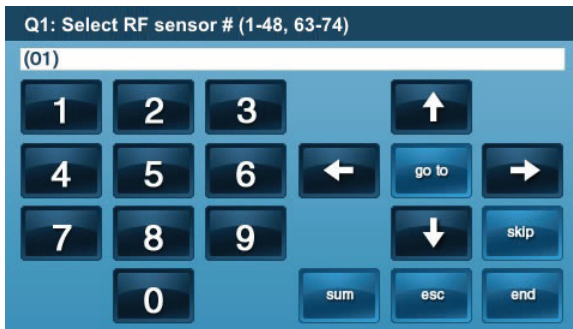 Q1: Select RF sensor # (1-48, 63-74)
(01)
1 2 3
4 5 6 go to
7 8 9 skip
0 sum esc end